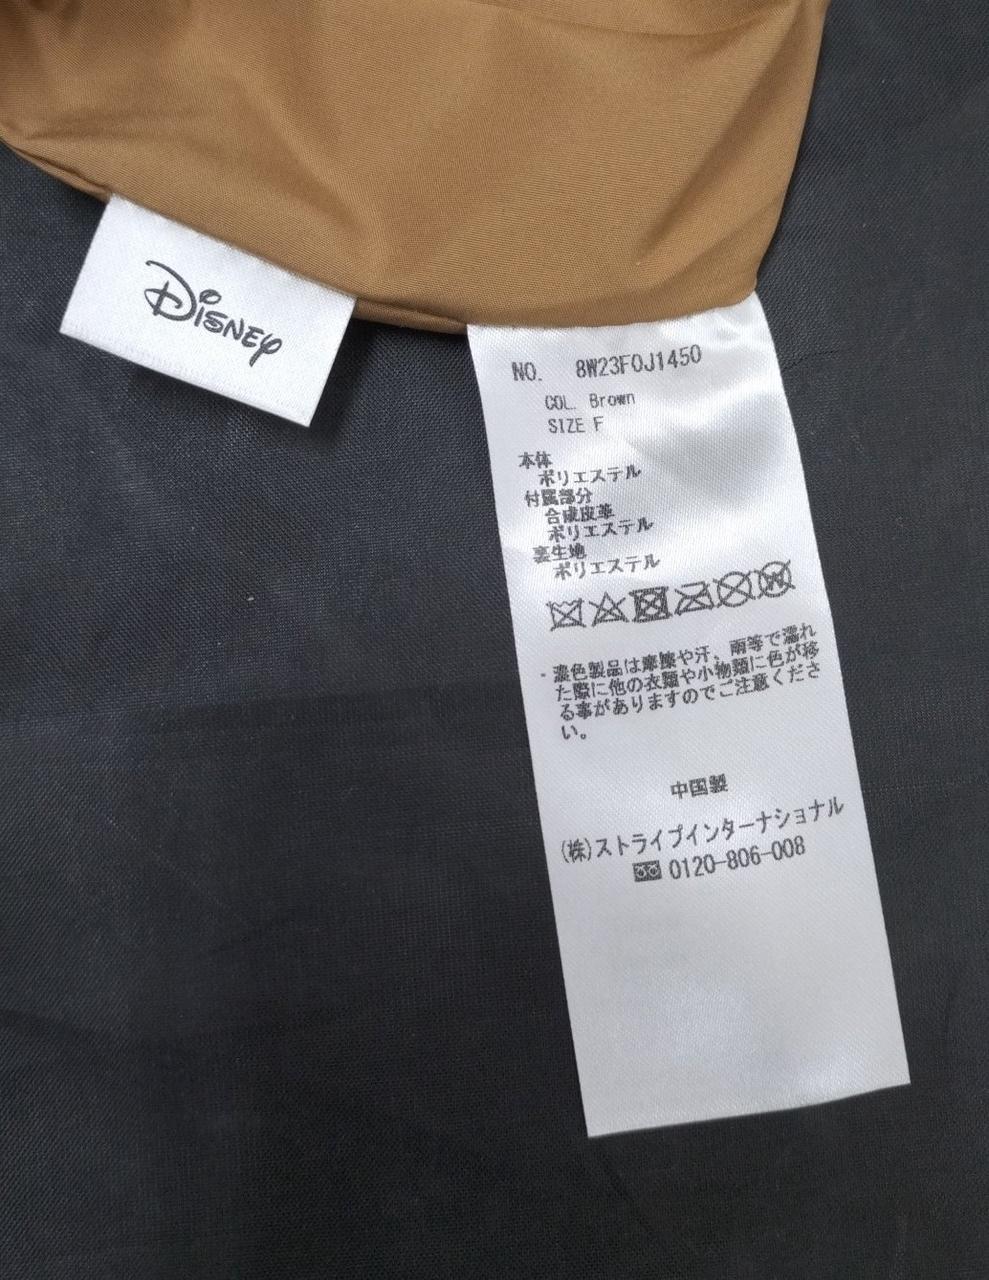 Disney
NO. 8W23F0J1450
COL. Brown
SIZE F
本体
ポリエステル
付属部分
合成皮革
ポリエステル
裏生地
ポリエステル
・濃色製品は摩擦や汗、雨等で濡れ
た際に他の衣類や小物類に色が移
る事がありますのでご注意くださ
い。
中国製
(株)ストライプインターナショナル
0120-806-008